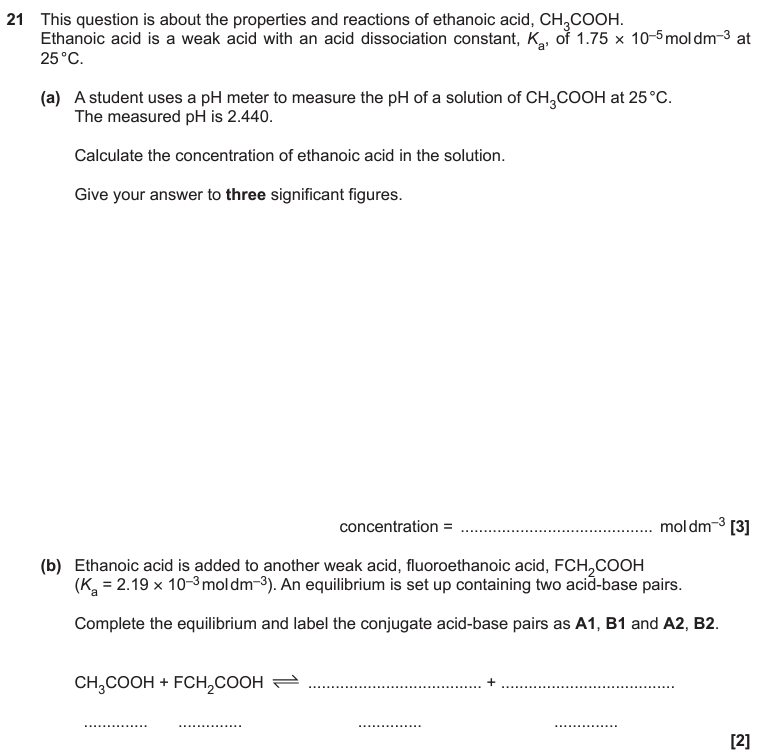 21 This question is about the properties and reactions of ethanoic acid, CH₃COOH.
Ethanoic acid is a weak acid with an acid dissociation constant, Kₐ, of 1.75 × 10⁻⁵ mol dm⁻³ at
25 °C.
(a) A student uses a pH meter to measure the pH of a solution of CH₃COOH at 25 °C.
The measured pH is 2.440.
Calculate the concentration of ethanoic acid in the solution.
Give your answer to three significant figures.
concentration = .......................................... mol dm⁻³ [3]
(b) Ethanoic acid is added to another weak acid, fluoroethanoic acid, FCH₂COOH
(Kₐ = 2.19 × 10⁻³ mol dm⁻³). An equilibrium is set up containing two acid-base pairs.
Complete the equilibrium and label the conjugate acid-base pairs as A1, B1 and A2, B2.
CH₃COOH + FCH₂COOH ⇌ ...................................... + ......................................
.............. .............. .............. ..............
[2]